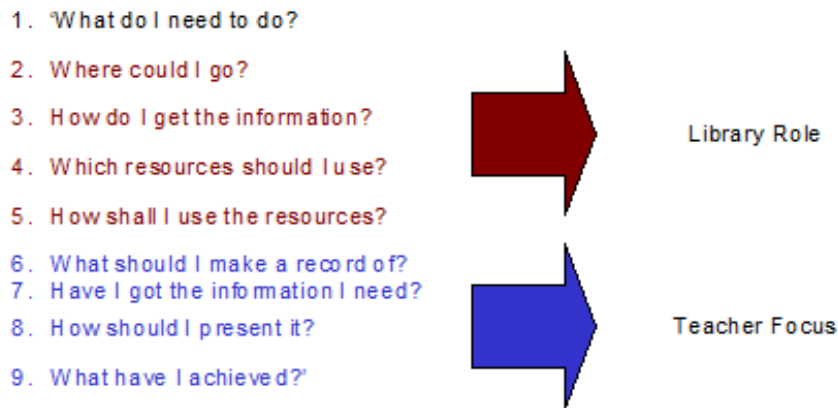 1. 'What do I need to do?
2. Where could I go?
3. How do I get the information?
4. Which resources should I use?
5. How shall I use the resources?
6. What should I make a record of?
7. Have I got the information I need?
8. How should I present it?
9. What have I achieved?'
Library Role
Teacher Focus